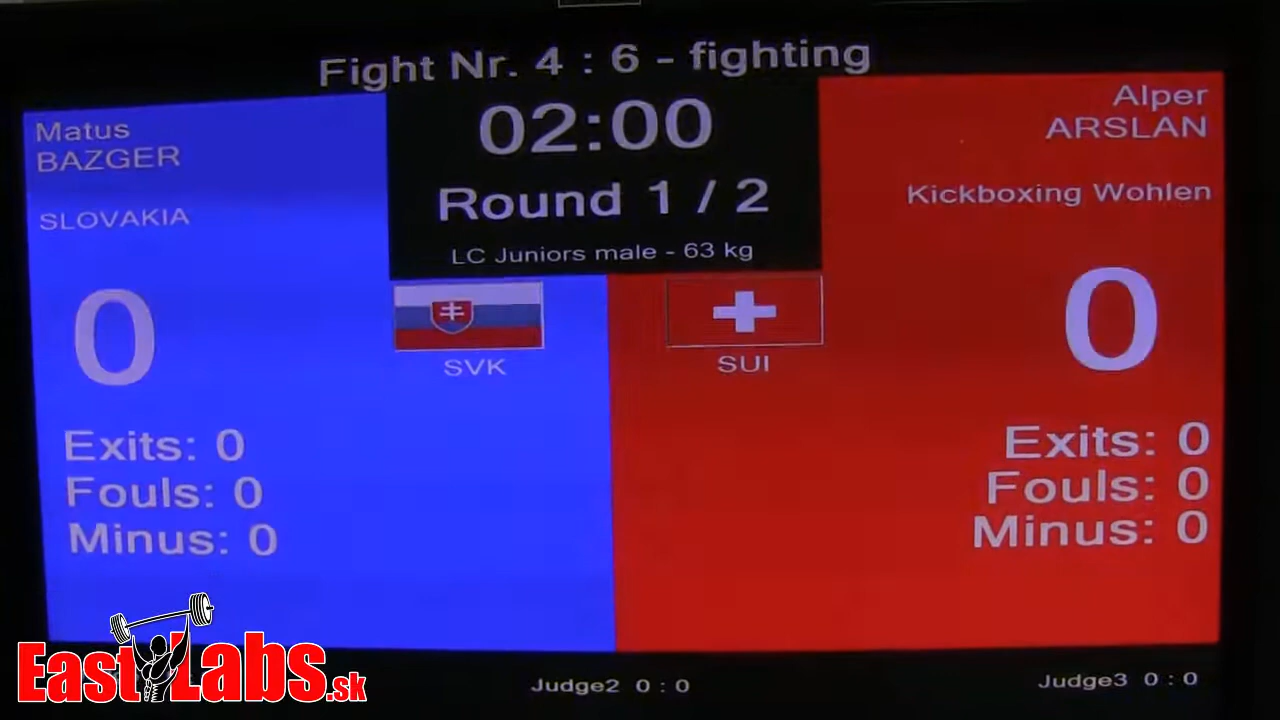 Fight Nr. 4 : 6 - fighting
Matus
BAZGER
SLOVAKIA
02:00
Round 1 / 2
LC Juniors male - 63 kg
Alper
ARSLAN
Kickboxing Wohlen
0
SVK
SUI
0
Exits: 0
Fouls: 0
Minus: 0
Exits: 0
Fouls: 0
Minus: 0
EastLabs.sk
Judge2 0 : 0
Judge3 0 : 0